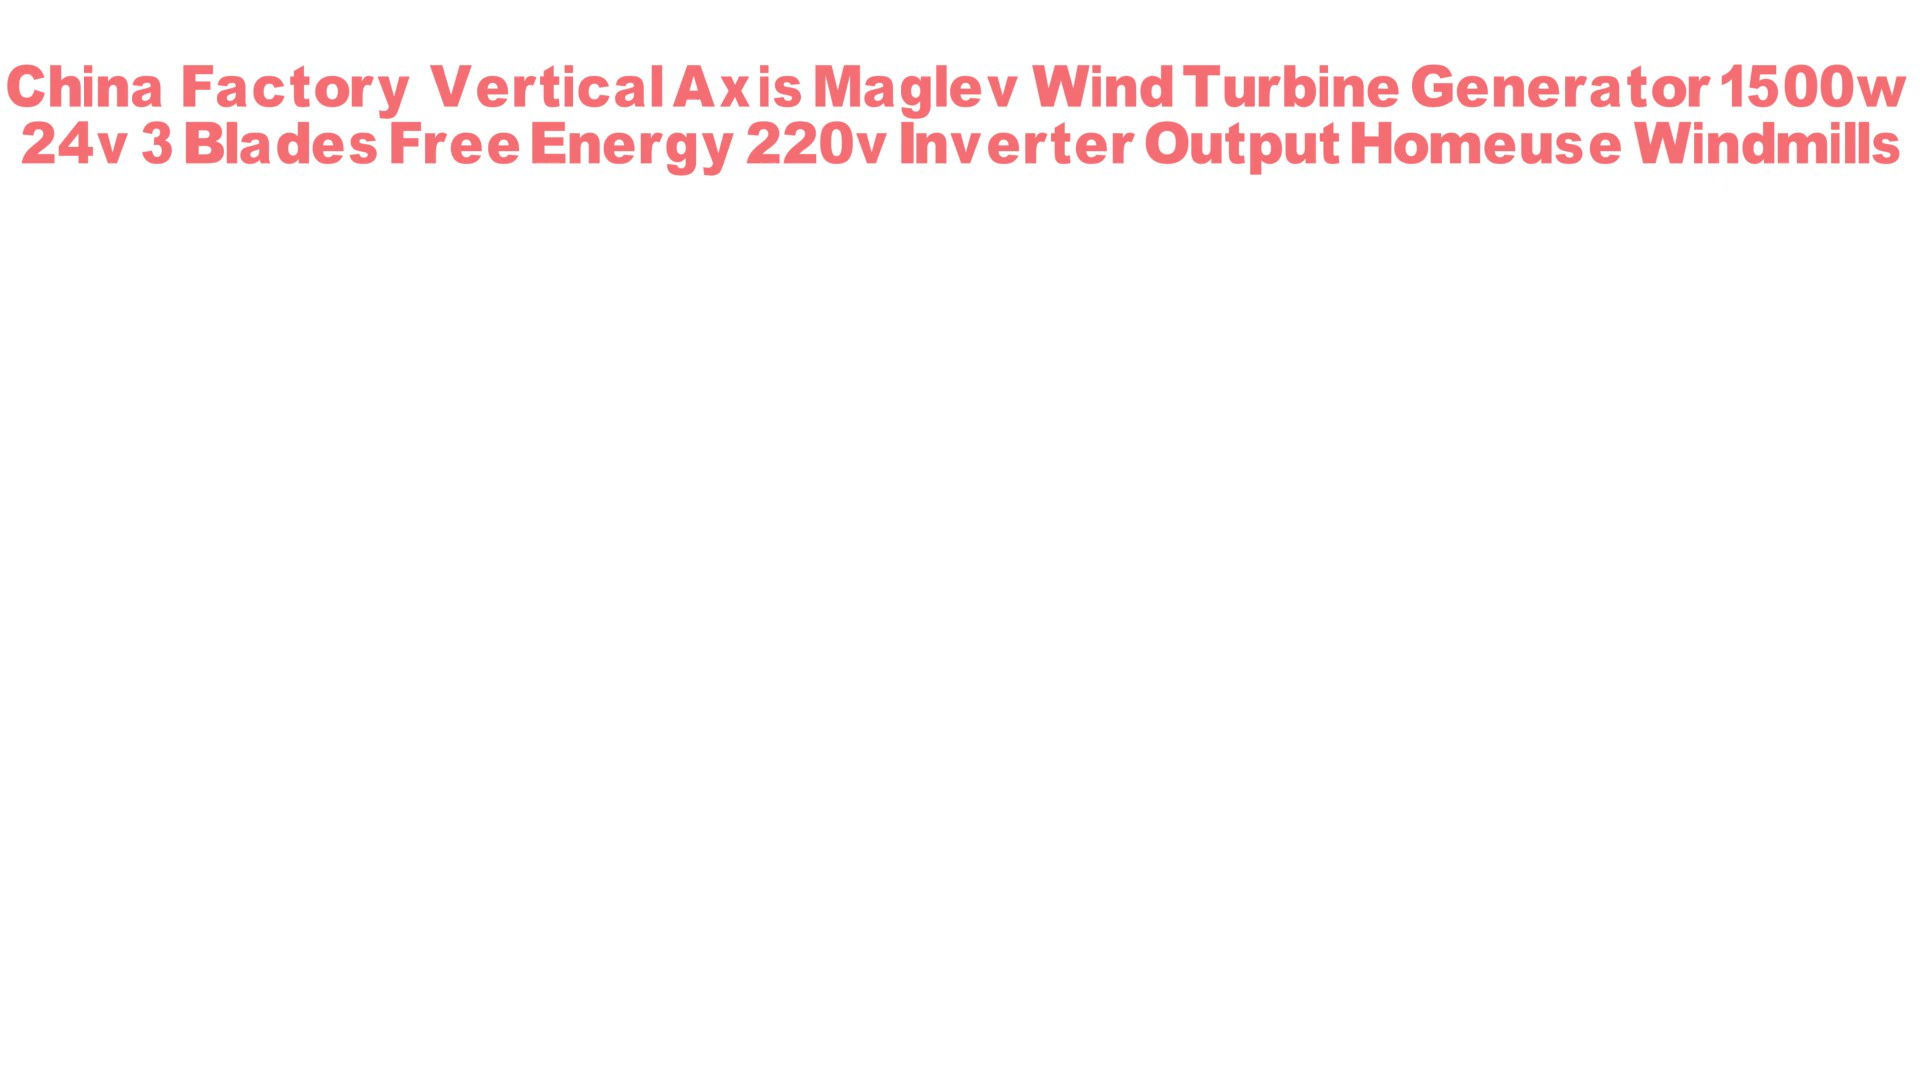 China Factory Vertical Axis Maglev Wind Turbine Generator 1500w
24v 3 Blades Free Energy 220v Inverter Output Homeuse Windmills